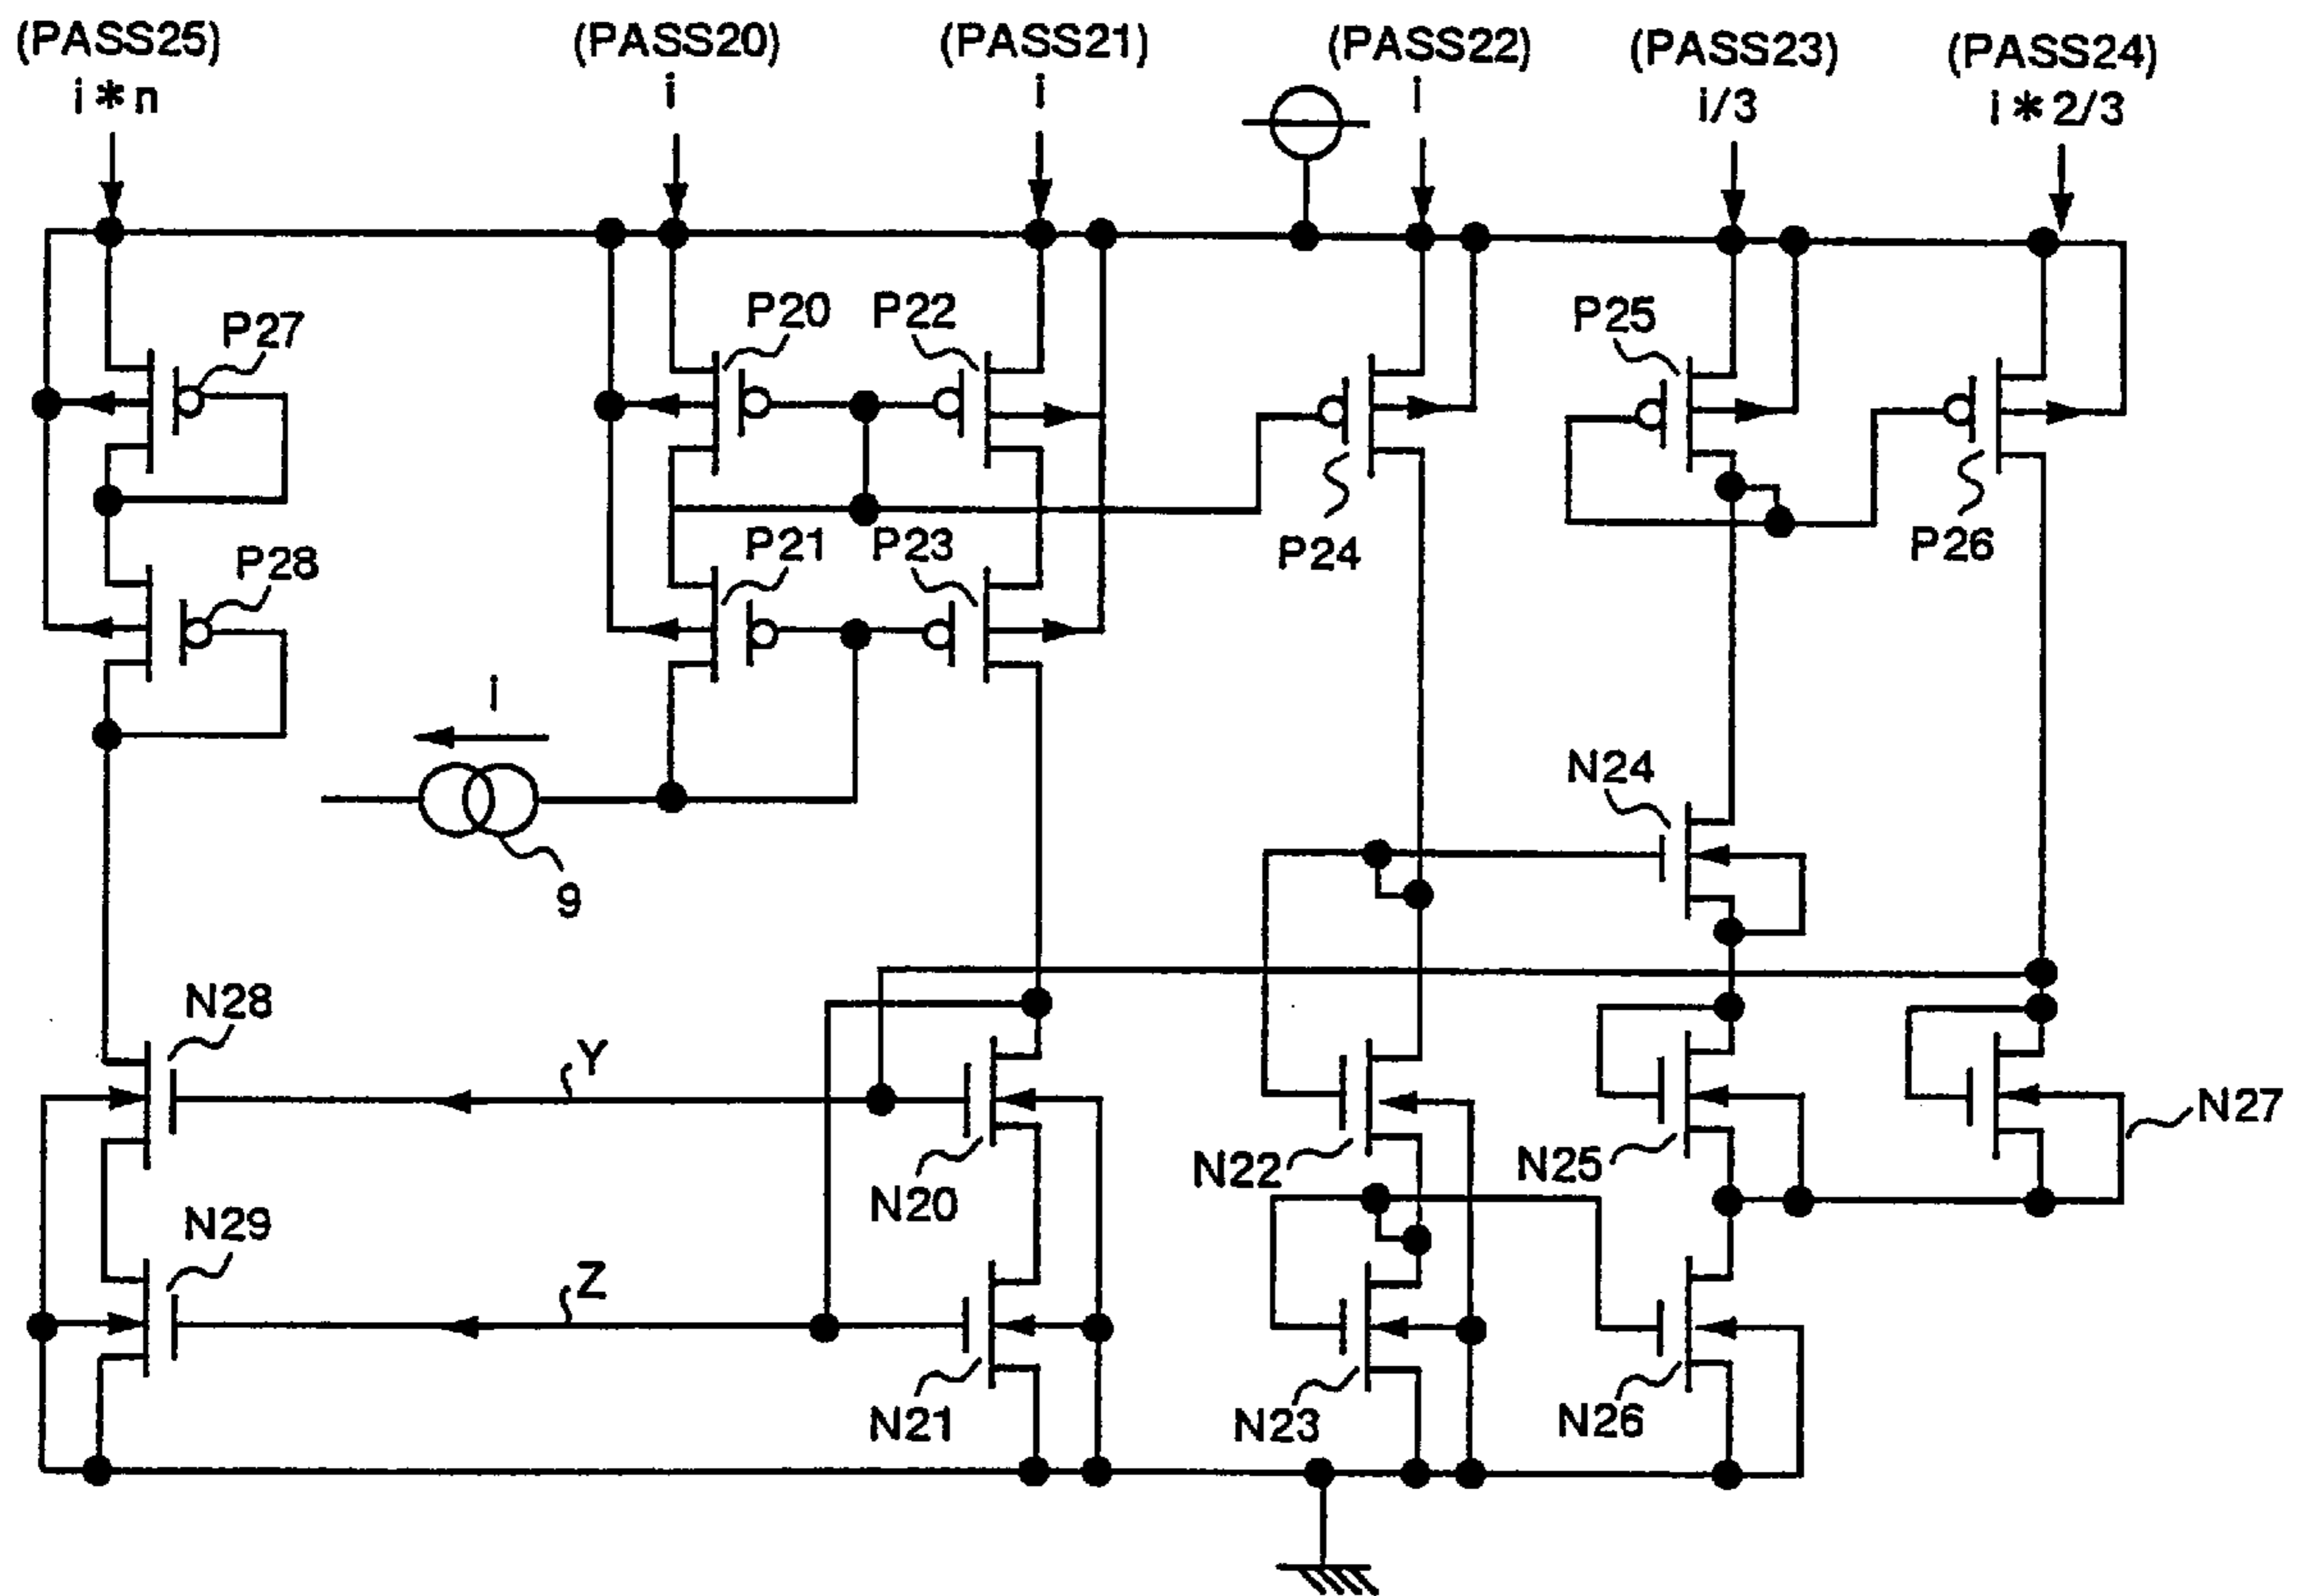 (PASS25)
i*n
(PASS20)
i
(PASS21)
i
(PASS22)
i
(PASS23)
i/3
(PASS24)
i*2/3
P27
P20
P22
P25
P28
P21
P23
P24
P26
i
9
N24
N28
Y
N20
N22
N25
N27
N29
Z
N21
N23
N26